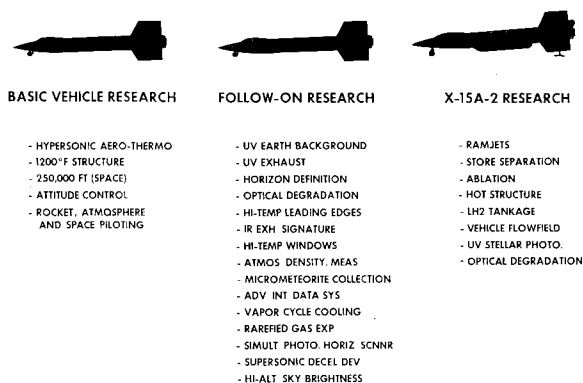 BASIC VEHICLE RESEARCH
- HYPERSONIC AERO-THERMO
- 1200°F STRUCTURE
- 250,000 FT (SPACE)
- ATTITUDE CONTROL
- ROCKET, ATMOSPHERE
AND SPACE PILOTING
FOLLOW-ON RESEARCH
- UV EARTH BACKGROUND
- UV EXHAUST
- HORIZON DEFINITION
- OPTICAL DEGRADATION
- HI-TEMP LEADING EDGES
- IR EXH SIGNATURE
- HI-TEMP WINDOWS
- ATMOS DENSITY. MEAS
- MICROMETEORITE COLLECTION
- ADV INT DATA SYS
- VAPOR CYCLE COOLING
- RAREFIED GAS EXP
- SIMULT PHOTO. HORIZ SCNNR
- SUPERSONIC DECEL DEV
- HI-ALT SKY BRIGHTNESS
X-15A-2 RESEARCH
- RAMJETS
- STORE SEPARATION
- ABLATION
- HOT STRUCTURE
- LH2 TANKAGE
- VEHICLE FLOWFIELD
- UV STELLAR PHOTO.
- OPTICAL DEGRADATION